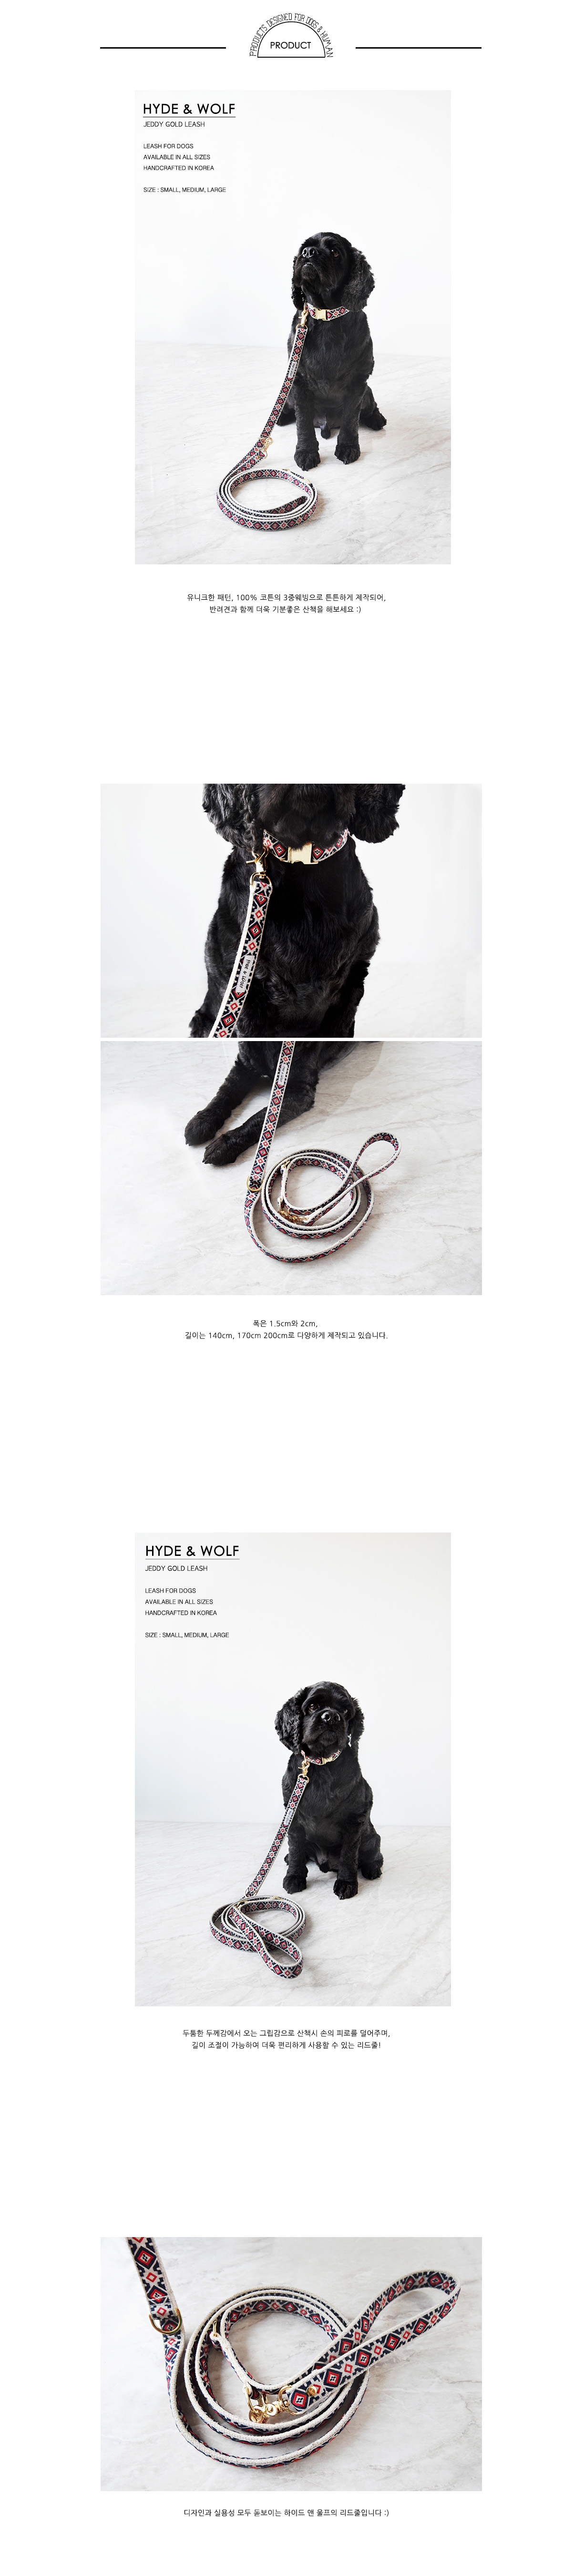 PRODUCTS DESIGNED FOR DOGS & HUMAN
PRODUCT
HYDE & WOLF
JEDDY GOLD LEASH
LEASH FOR DOGS
AVAILABLE IN ALL SIZES
HANDCRAFTED IN KOREA
SIZE : SMALL, MEDIUM, LARGE
유니크한 패턴, 100% 코튼의 3중웨빙으로 튼튼하게 제작되어,
반려견과 함께 더욱 기분좋은 산책을 해보세요 :)
폭은 1.5cm와 2cm,
길이는 140cm, 170cm 200cm로 다양하게 제작되고 있습니다.
HYDE & WOLF
JEDDY GOLD LEASH
LEASH FOR DOGS
AVAILABLE IN ALL SIZES
HANDCRAFTED IN KOREA
SIZE : SMALL, MEDIUM, LARGE
두툼한 두께감에서 오는 그립감으로 산책시 손의 피로를 덜어주며,
길이 조절이 가능하여 더욱 편리하게 사용할 수 있는 리드줄!
디자인과 실용성 모두 돋보이는 하이드 앤 울프의 리드줄입니다 :)